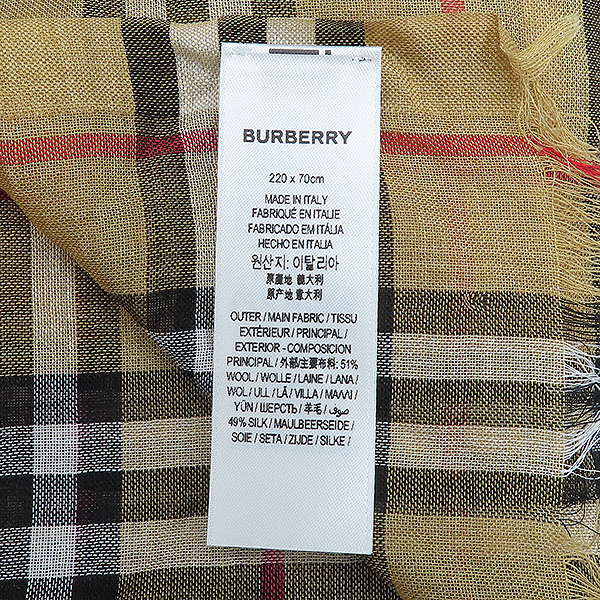 BURBERRY
220 x 70cm
MADE IN ITALY
FABRIQUÉ EN ITALIE
FABRICADO EM ITÁLIA
HECHO EN ITALIA
원산지: 이탈리아
原產地 義大利
原产地 意大利
OUTER / MAIN FABRIC / TISSU
EXTÉRIEUR / PRINCIPAL /
EXTERIOR - COMPOSICION
PRINCIPAL / 外部/主要布料: 51%
WOOL / WOLLE / LAINE / LANA /
WOL / ULL / LÃ / VILLA / ΜΑΛΛΙ /
YÜN / ШЕРСТЬ / 羊毛 / صوف /
49% SILK / MAULBEERSEIDE /
SOIE / SETA / ZIJDE / SILKE /